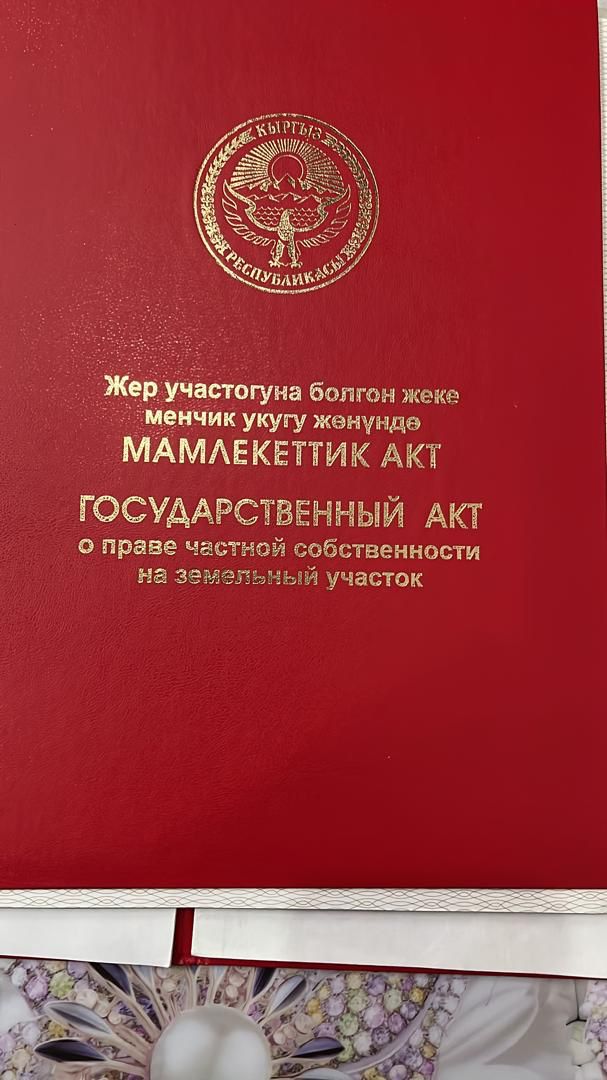 КЫРГЫЗ
РЕСПУБЛИКАСЫ
Жер участогуна болгон жеке
менчик укугу жөнүндө
МАМЛЕКЕТТИК АКТ
ГОСУДАРСТВЕННЫЙ АКТ
о праве частной собственности
на земельный участок